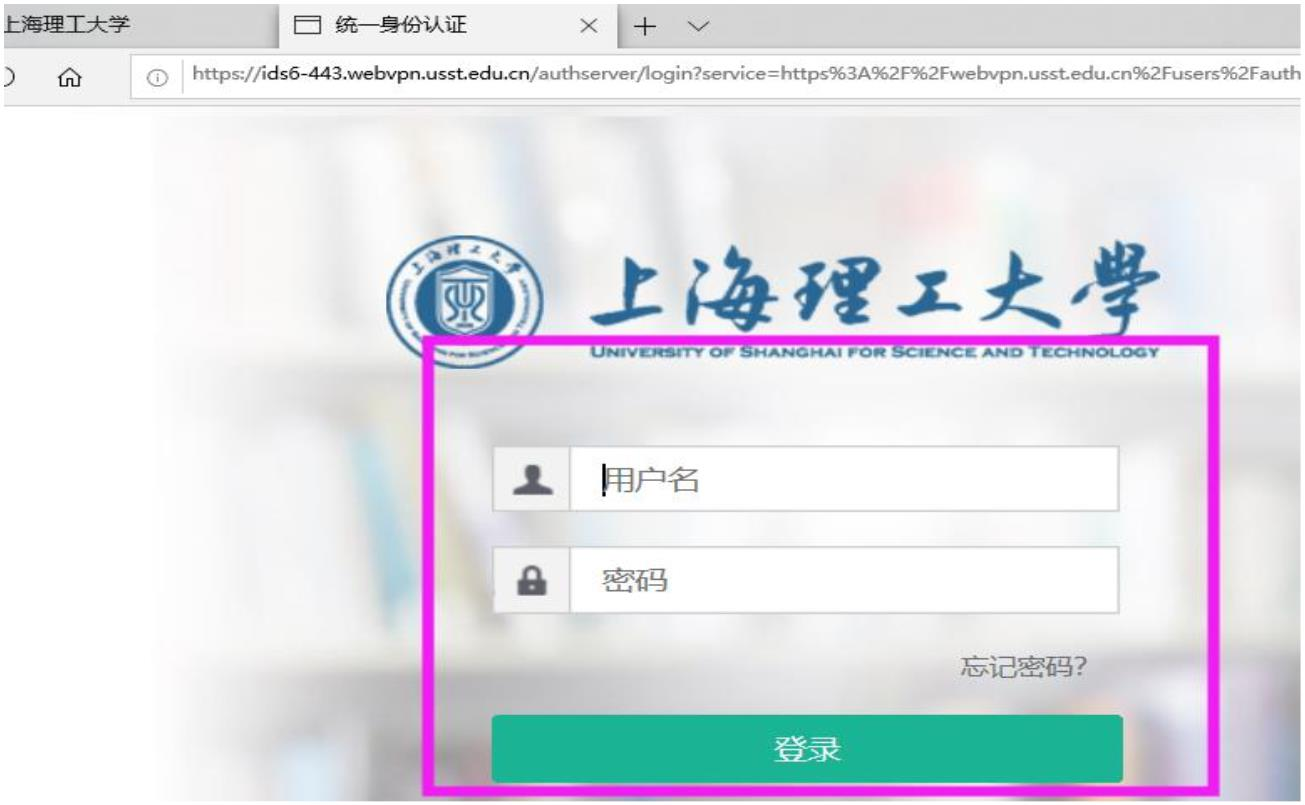 上海理工大学
统一身份认证
https://ids6-443.webvpn.usst.edu.cn/authserver/login?service=https%3A%2F%2Fwebvpn.usst.edu.cn%2Fusers%2Fauth
上海理工大學
UNIVERSITY OF SHANGHAI FOR SCIENCE AND TECHNOLOGY
用户名
密码
忘记密码?
登录